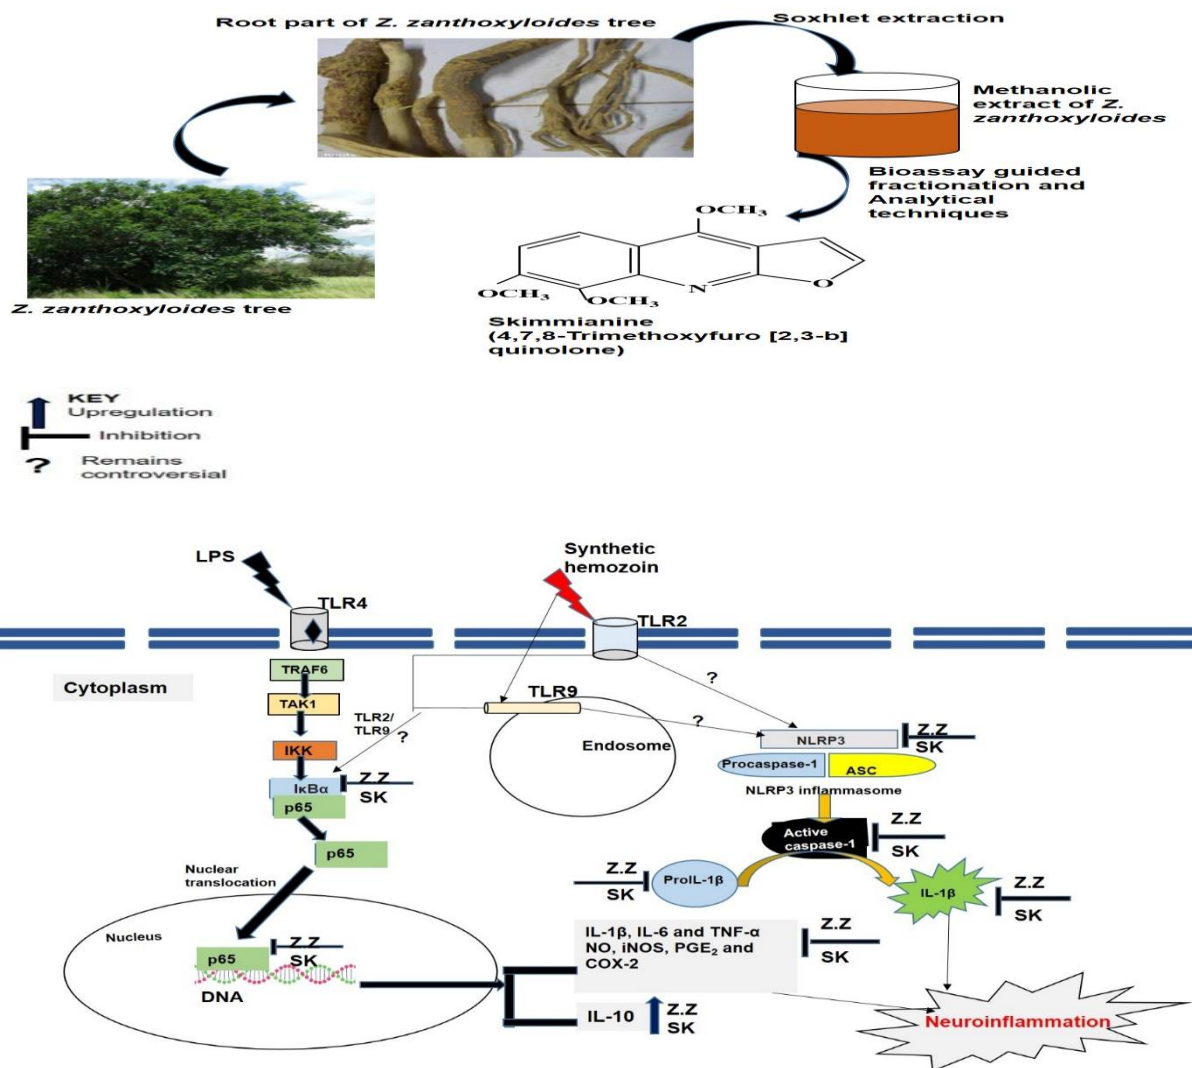 Root part of Z. zanthoxyloides tree
Soxhlet extraction
Methanolic
extract of Z.
zanthoxyloides
Bioassay guided
fractionation and
Analytical
techniques
Z. zanthoxyloides tree
OCH3
OCH3
OCH3
N
O
Skimmianine
(4,7,8-Trimethoxyfuro [2,3-b]
quinolone)
KEY
Upregulation
Inhibition
? Remains
controversial
LPS
TLR4
Synthetic
hemozoin
TLR2
Cytoplasm
TRAF6
TAK1
TLR2/
TLR9
?
IKK
IκBα
Z.Z
SK
p65
p65
Nuclear
translocation
Nucleus
p65
Z.Z
SK
DNA
TLR9
Endosome
?
?
NLRP3
Z.Z
SK
Procaspase-1
ASC
NLRP3 inflammasome
Active
caspase-1
Z.Z
SK
Z.Z
SK
ProIL-1β
IL-1β
Z.Z
SK
IL-1β, IL-6 and TNF-α
NO, iNOS, PGE2 and
COX-2
Z.Z
SK
IL-10
Z.Z
SK
Neuroinflammation